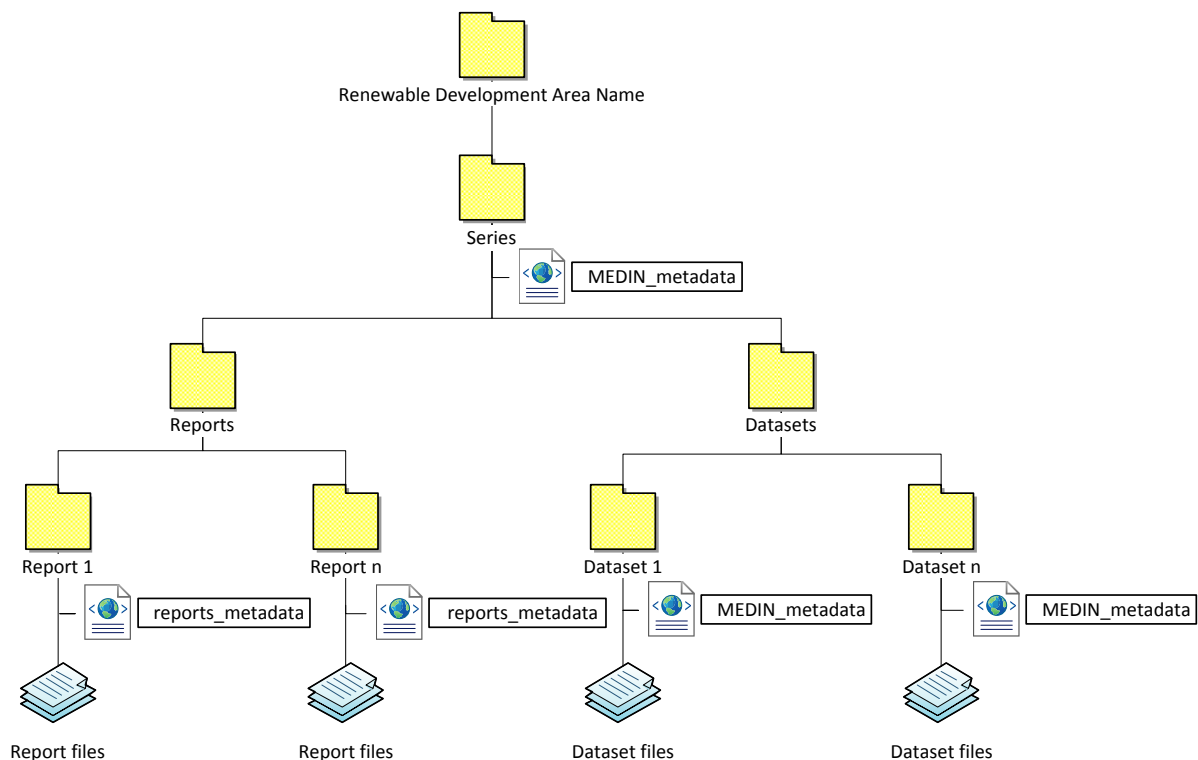 Renewable Development Area Name
Series
MEDIN_metadata
Reports
Datasets
Report 1
Report n
Dataset 1
Dataset n
reports_metadata
reports_metadata
MEDIN_metadata
MEDIN_metadata
Report files
Report files
Dataset files
Dataset files